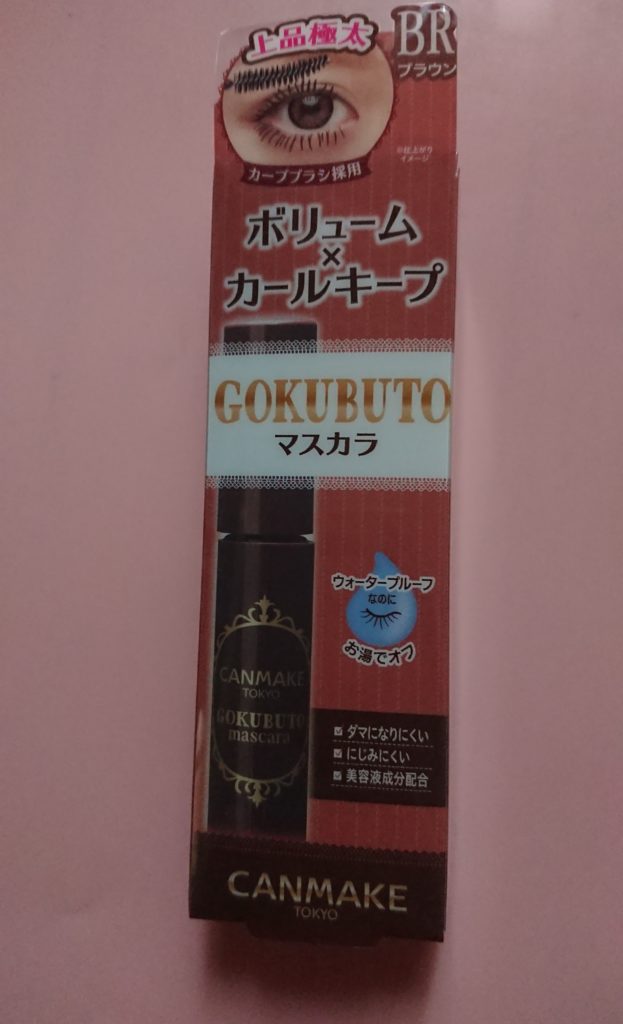 上品極太
BR
ブラウン
※仕上がり
イメージ
カーブブラシ採用
ボリューム
×
カールキープ
GOKUBUTO
マスカラ
ウォータープルーフ
なのに
お湯でオフ
CANMAKE
TOKYO
GOKUBUTO
mascara
ダマになりにくい
にじみにくい
美容液成分配合
CANMAKE
TOKYO